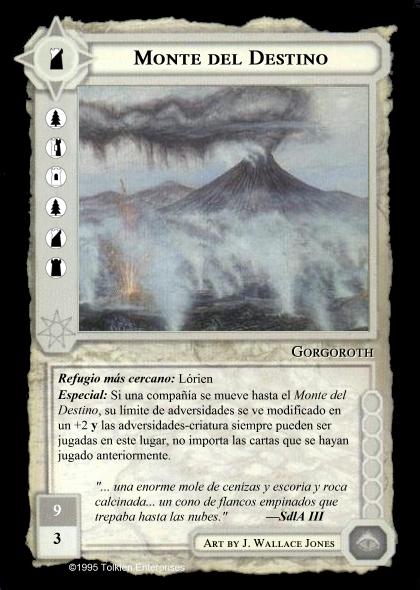 MONTE DEL DESTINO
GORGOROTH
Refugio más cercano: Lórien
Especial: Si una compañía se mueve hasta el Monte del
Destino, su límite de adversidades se ve modificado en
un +2 y las adversidades-criatura siempre pueden ser
jugadas en este lugar, no importa las cartas que se hayan
jugado anteriormente.
"... una enorme mole de cenizas y escoria y roca
calcinada... un cono de flancos empinados que
trepaba hasta las nubes." —SdlA III
9
3
ART BY J. WALLACE JONES
©1995 Tolkien Enterprises